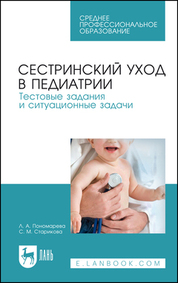 СРЕДНЕЕ
ПРОФЕССИОНАЛЬНОЕ
ОБРАЗОВАНИЕ
СЕСТРИНСКИЙ УХОД
В ПЕДИАТРИИ
Тестовые задания
и ситуационные задачи
Л. А. Пономарева
С. М. Старикова
ЛАНЬ
E.LANBOOK.COM